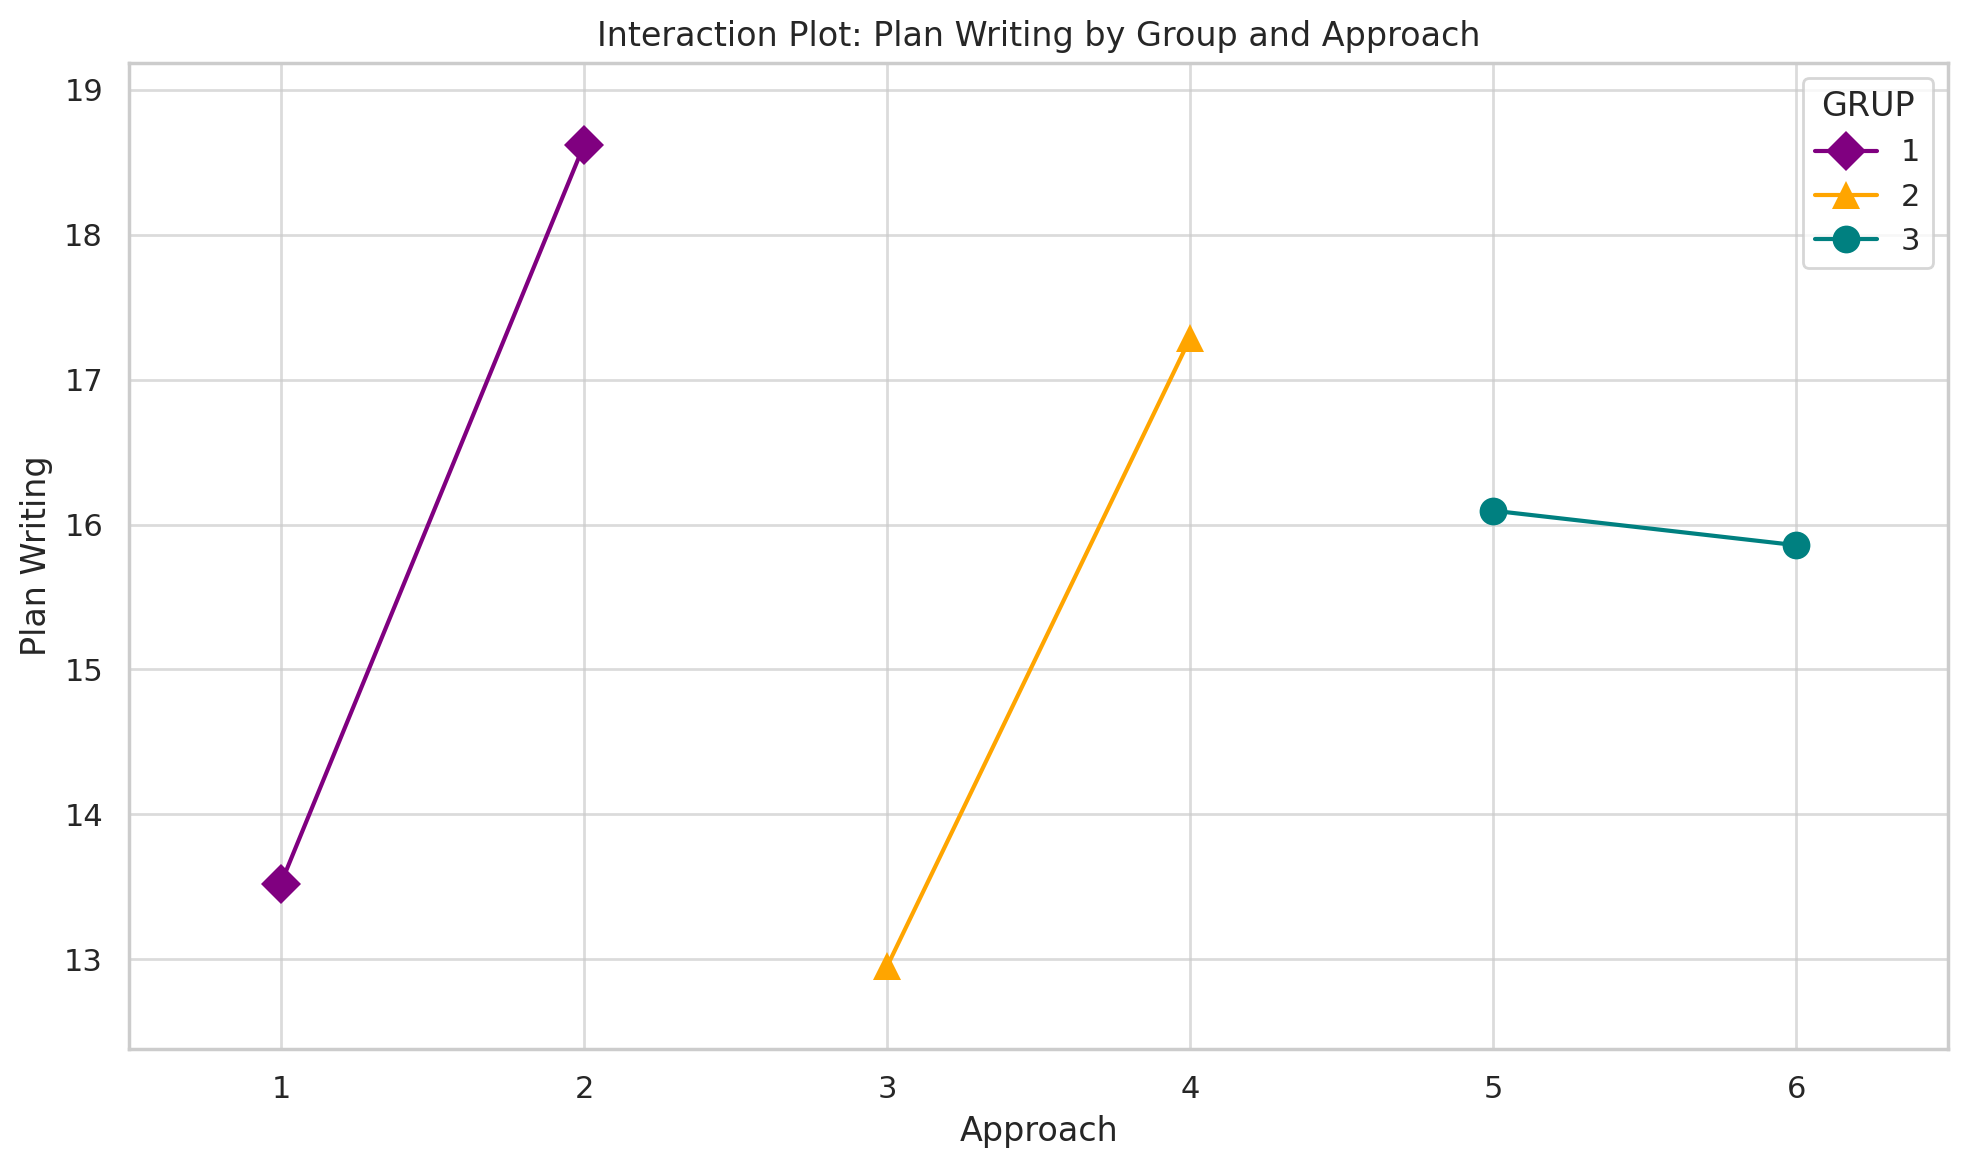 Interaction Plot: Plan Writing by Group and Approach
GRUP
1
2
3
Plan Writing
19
18
17
16
15
14
13
1 2 3 4 5 6
Approach